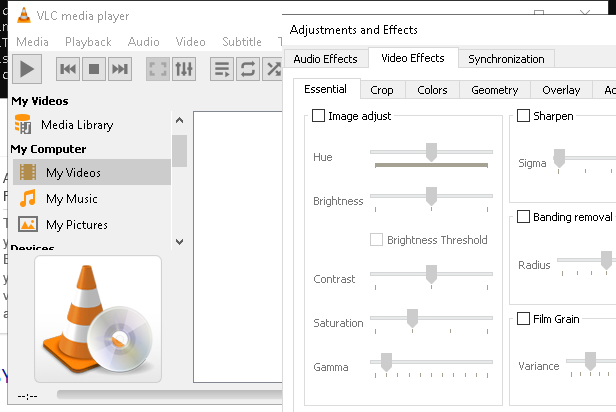 VLC media player
Media Playback Audio Video Subtitle
My Videos
Media Library
My Computer
My Videos
My Music
My Pictures
Devices
--:--
Adjustments and Effects
Audio Effects Video Effects Synchronization
Essential Crop Colors Geometry Overlay
Image adjust
Hue
Brightness
Brightness Threshold
Contrast
Saturation
Gamma
Sharpen
Sigma
Banding removal
Radius
Film Grain
Variance